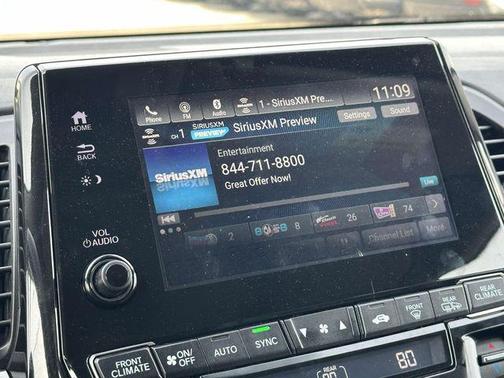 Phone
FM
Audio
1 - SiriusXM Pre...
11:09
CH 1
SIRIUSXM
PREVIEW
SiriusXM Preview
Settings
Sound
SiriusXM
Entertainment
844-711-8800
Great Offer Now!
Live
2
8
26
74
Channel List
More
HOME
BACK
VOL
AUDIO
FRONT
CLIMATE
ON/
OFF
AUTO
SYNC
FRONT
REAR
REAR
CLIMATE
REAR
80
80